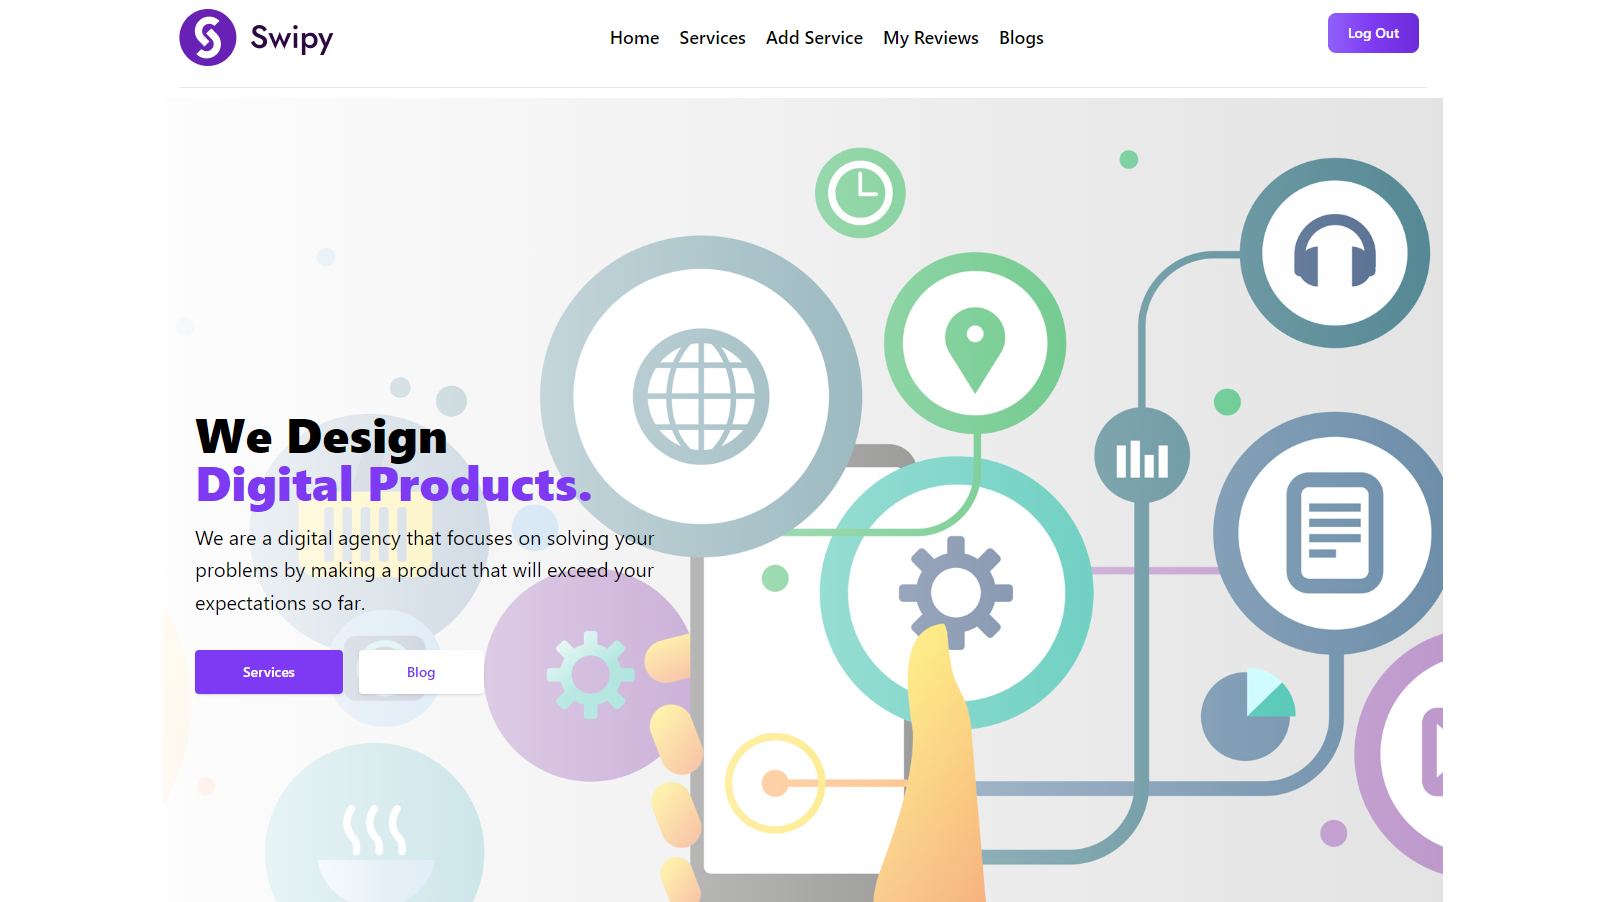 Swipy
Home Services Add Service My Reviews Blogs
Log Out
We Design
Digital Products.
We are a digital agency that focuses on solving your
problems by making a product that will exceed your
expectations so far.
Services
Blog